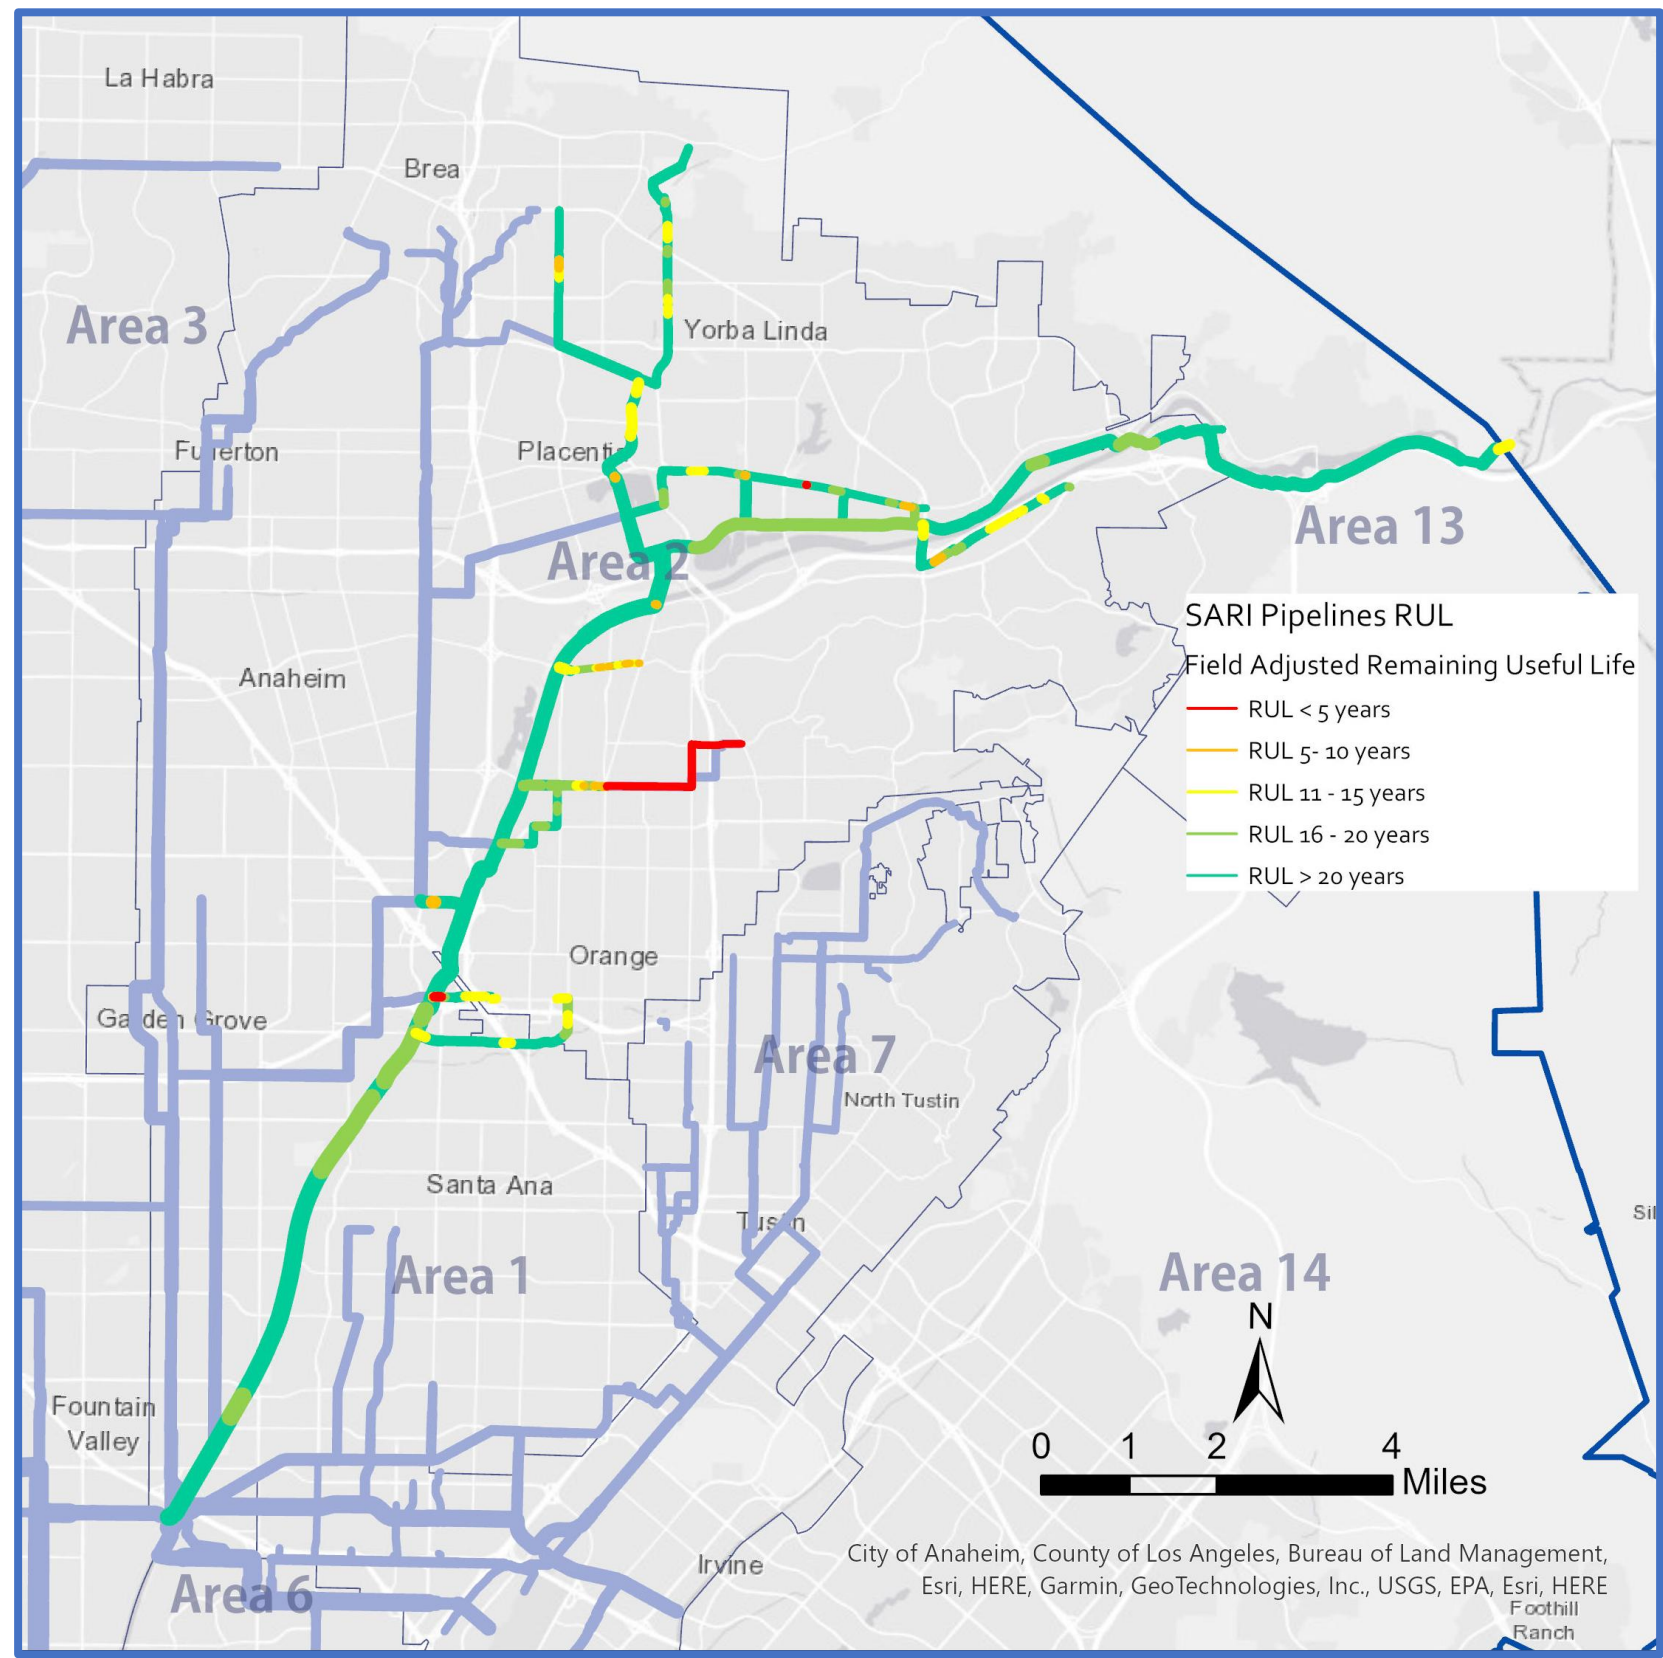 La Habra
Brea
Area 3
Yorba Linda
Fullerton
Placentia
Area 13
Area 2
SARI Pipelines RUL
Field Adjusted Remaining Useful Life
RUL < 5 years
RUL 5- 10 years
RUL 11 - 15 years
RUL 16 - 20 years
RUL > 20 years
Anaheim
Orange
Garden Grove
Area 7
North Tustin
Santa Ana
Tustin
Area 1
Area 14
N
Fountain
Valley
0 1 2 4
Miles
Irvine
City of Anaheim, County of Los Angeles, Bureau of Land Management,
Esri, HERE, Garmin, GeoTechnologies, Inc., USGS, EPA, Esri, HERE
Area 6
Foothill
Ranch